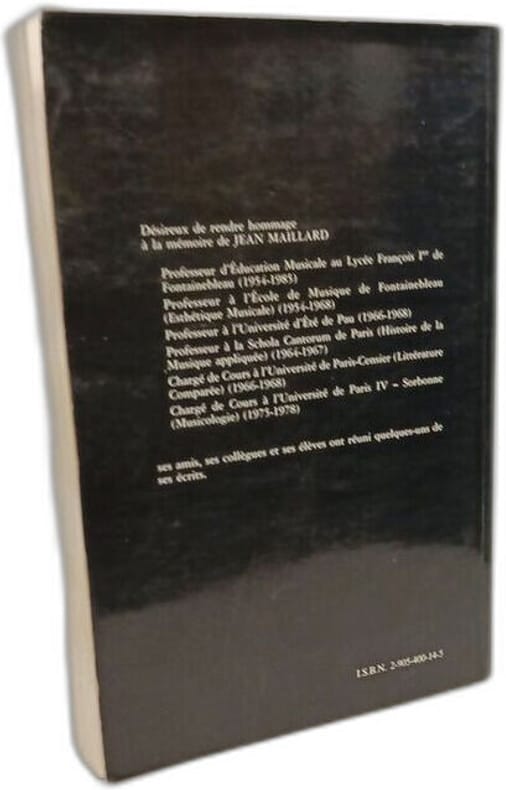 Désireux de rendre hommage
à la mémoire de JEAN MAILLARD
Professeur d'Éducation Musicale au Lycée François Iᵉʳ de
Fontainebleau (1954-1985)
Professeur à l'École de Musique de Fontainebleau
(Esthétique Musicale) (1954-1968)
Professeur à l'Université d'Été de Pau (1966-1968)
Professeur à la Schola Cantorum de Paris (Histoire de la
Musique appliquée) (1964-1967)
Chargé de Cours à l'Université de Paris-Censier (Littérature
Comparée) (1966-1968)
Chargé de Cours à l'Université de Paris IV – Sorbonne
(Musicologie) (1975-1978)
ses amis, ses collègues et ses élèves ont réuni quelques-uns de
ses écrits.
I.S.B.N. 2-905-400-14-5